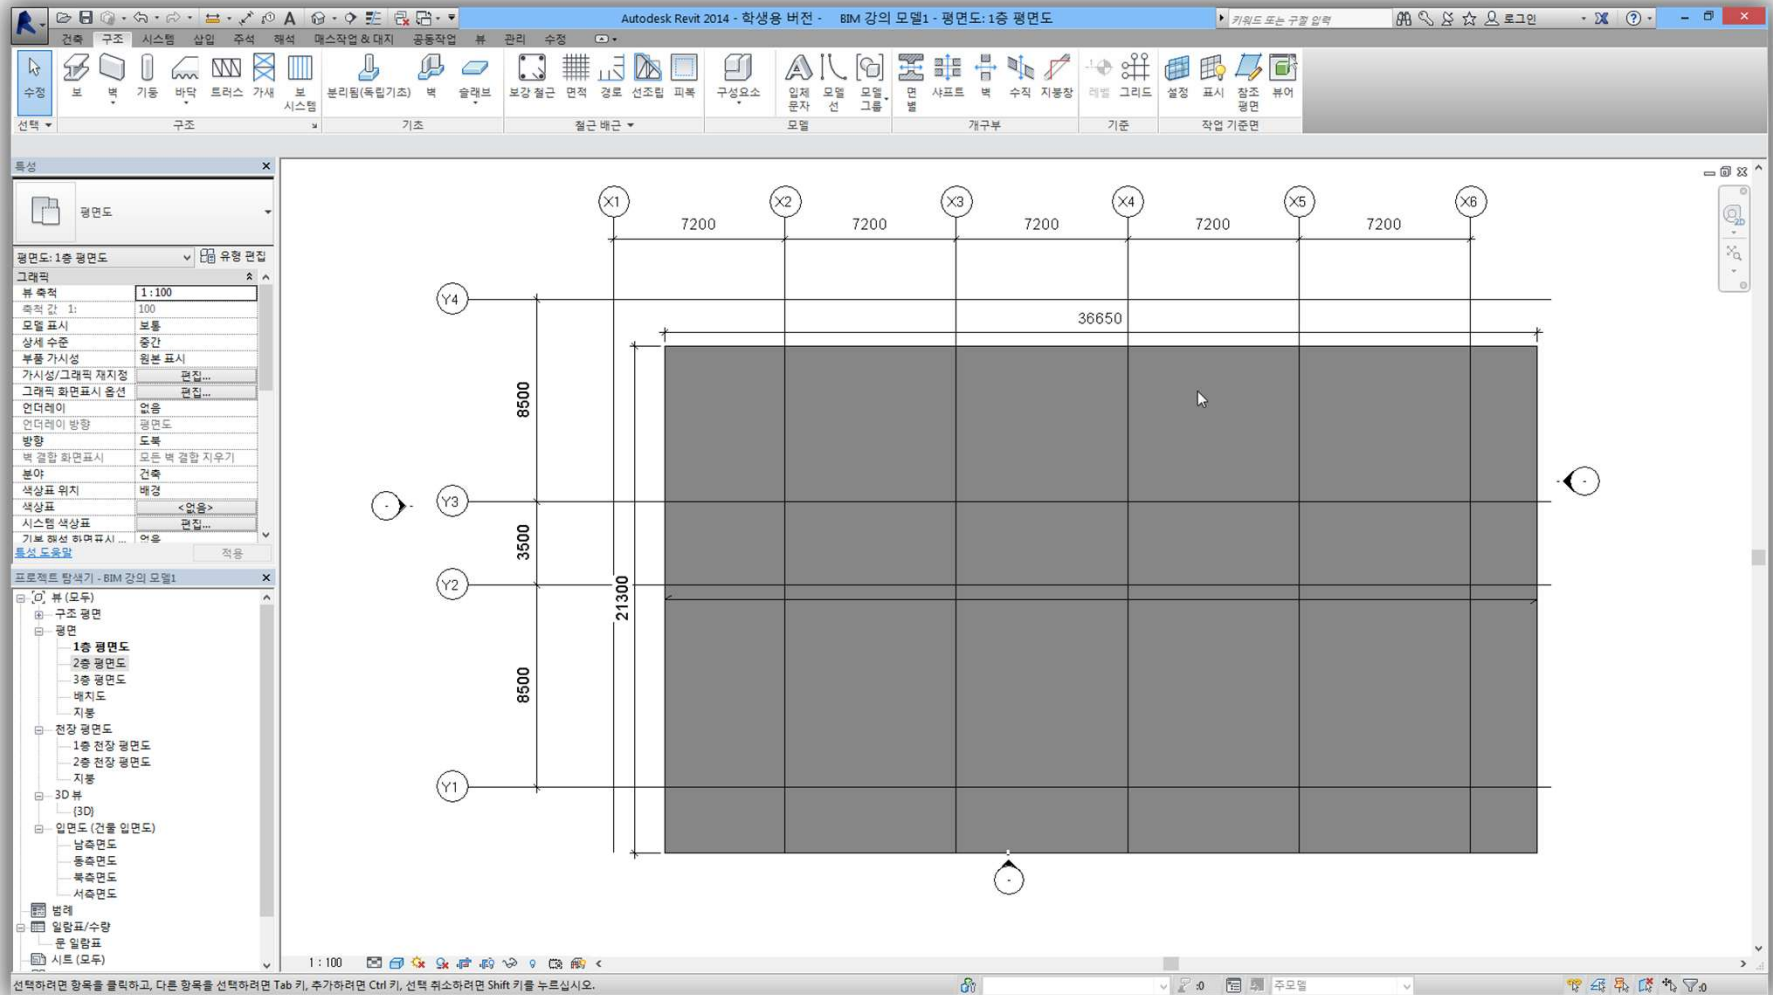 Autodesk Revit 2014 - 학생용 버전 - BIM 강의 모델1 - 평면도: 1층 평면도
키워드 또는 구절 입력
로그인
건축 구조 시스템 삽입 주석 해석 매스작업 & 대지 공동작업 뷰 관리 수정
수정 보 벽 기둥 바닥 트러스 가새 보 시스템 분리됨(독립기초) 벽 슬래브 보강 철근 면적 경로 선조립 피복 구성요소 입체 문자 모델 선 모델 그룹 면별 샤프트 벽 수직 지붕창 레벨 그리드 설정 표시 참조 평면 뷰어
선택 구조 기초 철근 배근 모델 개구부 기준 작업 기준면
특성
평면도
평면도: 1층 평면도 유형 편집
그래픽
뷰 축척 1 : 100
축척 값 1: 100
모델 표시 보통
상세 수준 중간
부품 가시성 원본 표시
가시성/그래픽 재지정 편집...
그래픽 화면표시 옵션 편집...
언더레이 없음
언더레이 방향 평면도
방향 도북
벽 결합 화면표시 모든 벽 결합 지우기
분야 건축
색상표 위치 배경
색상표 <없음>
시스템 색상표 편집...
기본 해석 화면표시 ... 없음
특성 도움말 적용
프로젝트 탐색기 - BIM 강의 모델1
뷰 (모두)
구조 평면
평면
1층 평면도
2층 평면도
3층 평면도
배치도
지붕
천장 평면도
1층 천장 평면도
2층 천장 평면도
지붕
3D 뷰
{3D}
입면도 (건물 입면도)
남측면도
동측면도
북측면도
서측면도
범례
일람표/수량
문 일람표
시트 (모두)
X1 X2 X3 X4 X5 X6
7200 7200 7200 7200 7200
Y4
36650
8500
Y3
3500
Y2
21300
8500
Y1
2D
1 : 100
선택하려면 항목을 클릭하고, 다른 항목을 선택하려면 Tab 키, 추가하려면 Ctrl 키, 선택 취소하려면 Shift 키를 누르십시오.
:0
주모델
:0